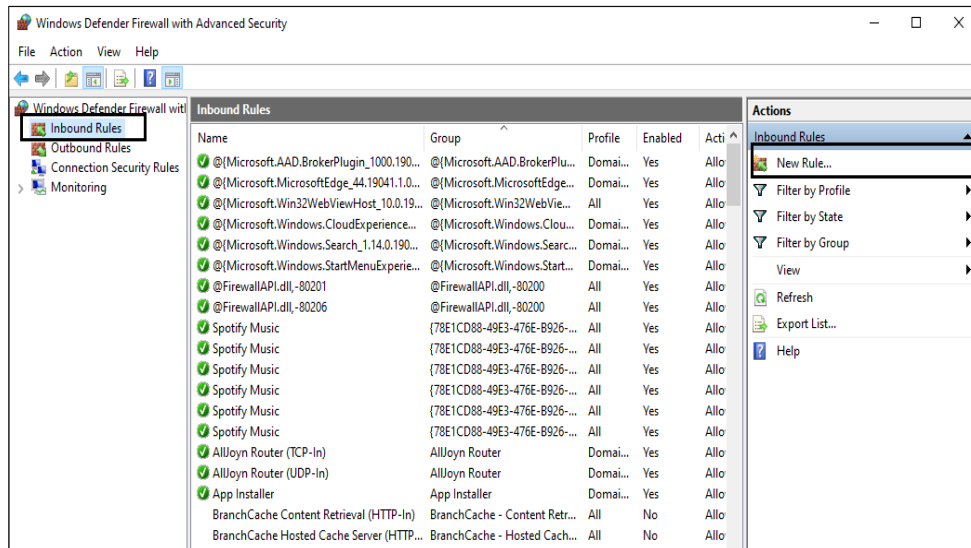 Windows Defender Firewall with Advanced Security
File Action View Help
Windows Defender Firewall witl
Inbound Rules
Outbound Rules
Connection Security Rules
Monitoring
Inbound Rules
Name Group Profile Enabled Acti
@{Microsoft.AAD.BrokerPlugin_1000.190... @{Microsoft.AAD.BrokerPlu... Domai... Yes Allo
@{Microsoft.MicrosoftEdge_44.19041.1.0... @{Microsoft.MicrosoftEdge... Domai... Yes Allo
@{Microsoft.Win32WebViewHost_10.0.19... @{Microsoft.Win32WebVie... All Yes Allo
@{Microsoft.Windows.CloudExperience... @{Microsoft.Windows.Clou... Domai... Yes Allo
@{Microsoft.Windows.Search_1.14.0.190... @{Microsoft.Windows.Searc... Domai... Yes Allo
@{Microsoft.Windows.StartMenuExperie... @{Microsoft.Windows.Start... Domai... Yes Allo
@FirewallAPI.dll,-80201 @FirewallAPI.dll,-80200 All Yes Allo
@FirewallAPI.dll,-80206 @FirewallAPI.dll,-80200 All Yes Allo
Spotify Music {78E1CD88-49E3-476E-B926-... All Yes Allo
Spotify Music {78E1CD88-49E3-476E-B926-... All Yes Allo
Spotify Music {78E1CD88-49E3-476E-B926-... All Yes Allo
Spotify Music {78E1CD88-49E3-476E-B926-... All Yes Allo
Spotify Music {78E1CD88-49E3-476E-B926-... All Yes Allo
Spotify Music {78E1CD88-49E3-476E-B926-... All Yes Allo
AllJoyn Router (TCP-In) AllJoyn Router Domai... Yes Allo
AllJoyn Router (UDP-In) AllJoyn Router Domai... Yes Allo
App Installer App Installer Domai... Yes Allo
BranchCache Content Retrieval (HTTP-In) BranchCache - Content Retr... All No Allo
BranchCache Hosted Cache Server (HTTP... BranchCache - Hosted Cach... All No Allo
Actions
Inbound Rules
New Rule...
Filter by Profile
Filter by State
Filter by Group
View
Refresh
Export List...
Help